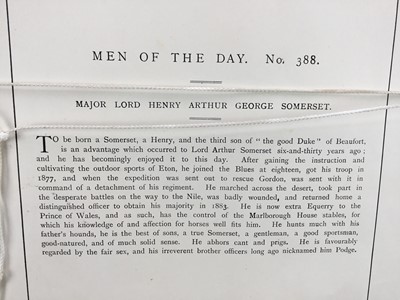 MEN OF THE DAY. No. 388.
MAJOR LORD HENRY ARTHUR GEORGE SOMERSET.
TO be born a Somerset, a Henry, and the third son of "the good Duke" of Beaufort,
is an advantage which occurred to Lord Arthur Somerset six-and-thirty years ago;
and he has becomingly enjoyed it to this day. After gaining the instruction and
cultivating the outdoor sports of Eton, he joined the Blues at eighteen, got his troop in
1877, and when the expedition was sent out to rescue Gordon, was sent with it in
command of a detachment of his regiment. He marched across the desert, took part in
the desperate battles on the way to the Nile, was badly wounded, and returned home a
distinguished officer to obtain his majority in 1883. He is now extra Equerry to the
Prince of Wales, and as such, has the control of the Marlborough House stables, for
which his knowledge of and affection for horses well fits him. He hunts much with his
father's hounds, he is the best of sons, a true Somerset, a gentleman, a good sportsman,
good-natured, and of much solid sense. He abhors cant and prigs. He is favourably
regarded by the fair sex, and his irreverent brother officers long ago nicknamed him Podge.